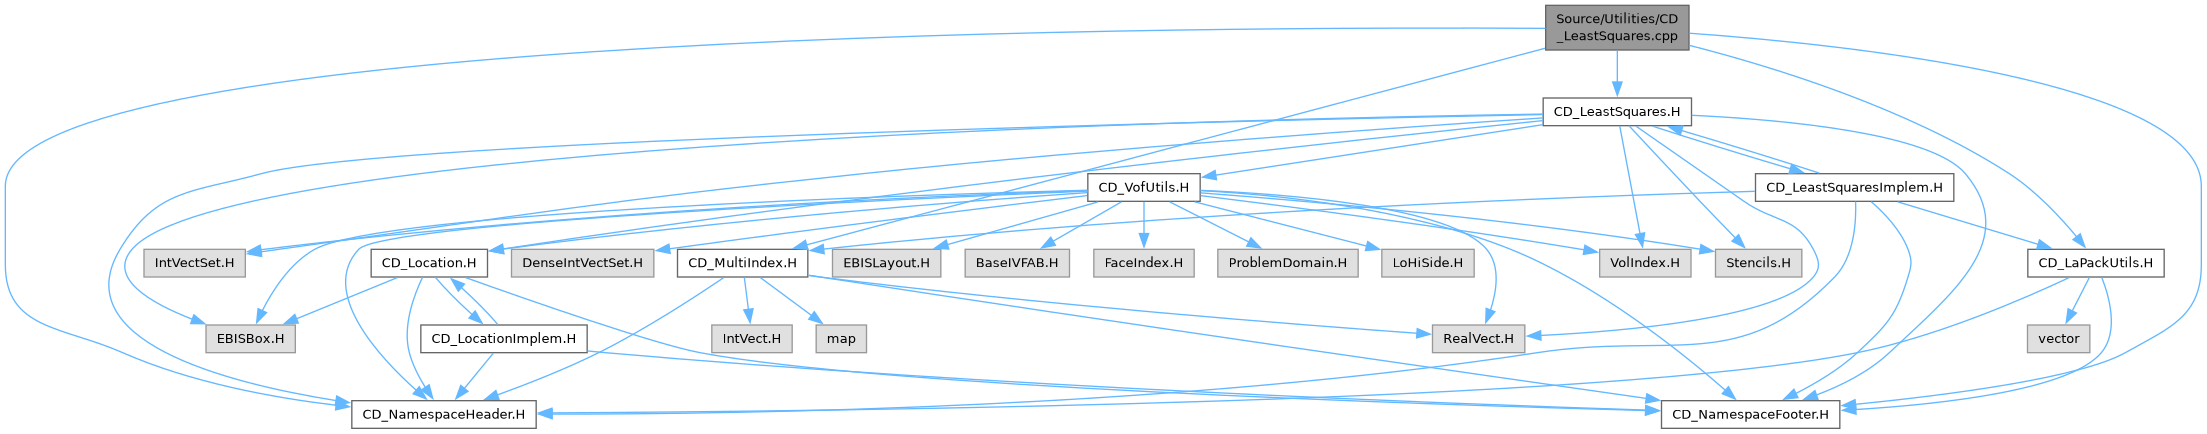 Source/Utilities/CD
_LeastSquares.cpp
CD_LeastSquares.H
CD_VofUtils.H
CD_LeastSquaresImplem.H
IntVectSet.H
CD_Location.H
DenseIntVectSet.H
CD_MultiIndex.H
EBISLayout.H
BaseIVFAB.H
FaceIndex.H
ProblemDomain.H
LoHiSide.H
VolIndex.H
Stencils.H
CD_LaPackUtils.H
EBISBox.H
CD_LocationImplem.H
IntVect.H
map
RealVect.H
vector
CD_NamespaceHeader.H
CD_NamespaceFooter.H